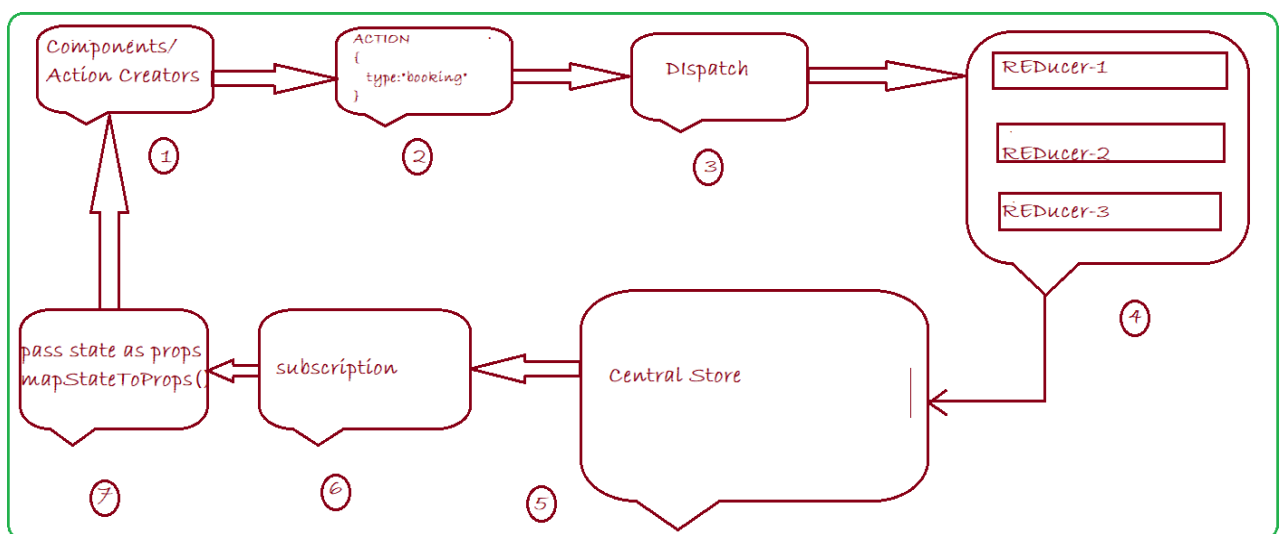 Components/
Action Creators
1
ACTION
{
type:"booking"
}
2
DIspatch
3
REDucer-1
REDucer-2
REDucer-3
4
Central Store
5
subscription
6
pass state as props
mapStateToProps()
7